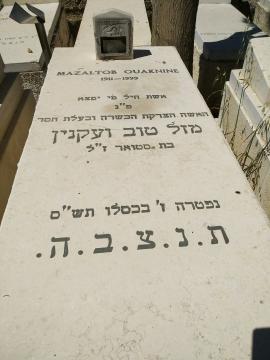 MAZALTOB OUAKNINE
1911 - 1999
אשת חיל מי ימצא
פ"נ
האשה הצדקת הכשרה ובעלת חסד
מזל טוב ועקנין
בת סטואר ז"ל
נפטרה ז' בכסלו תש"ס
ת.נ.צ.ב.ה.